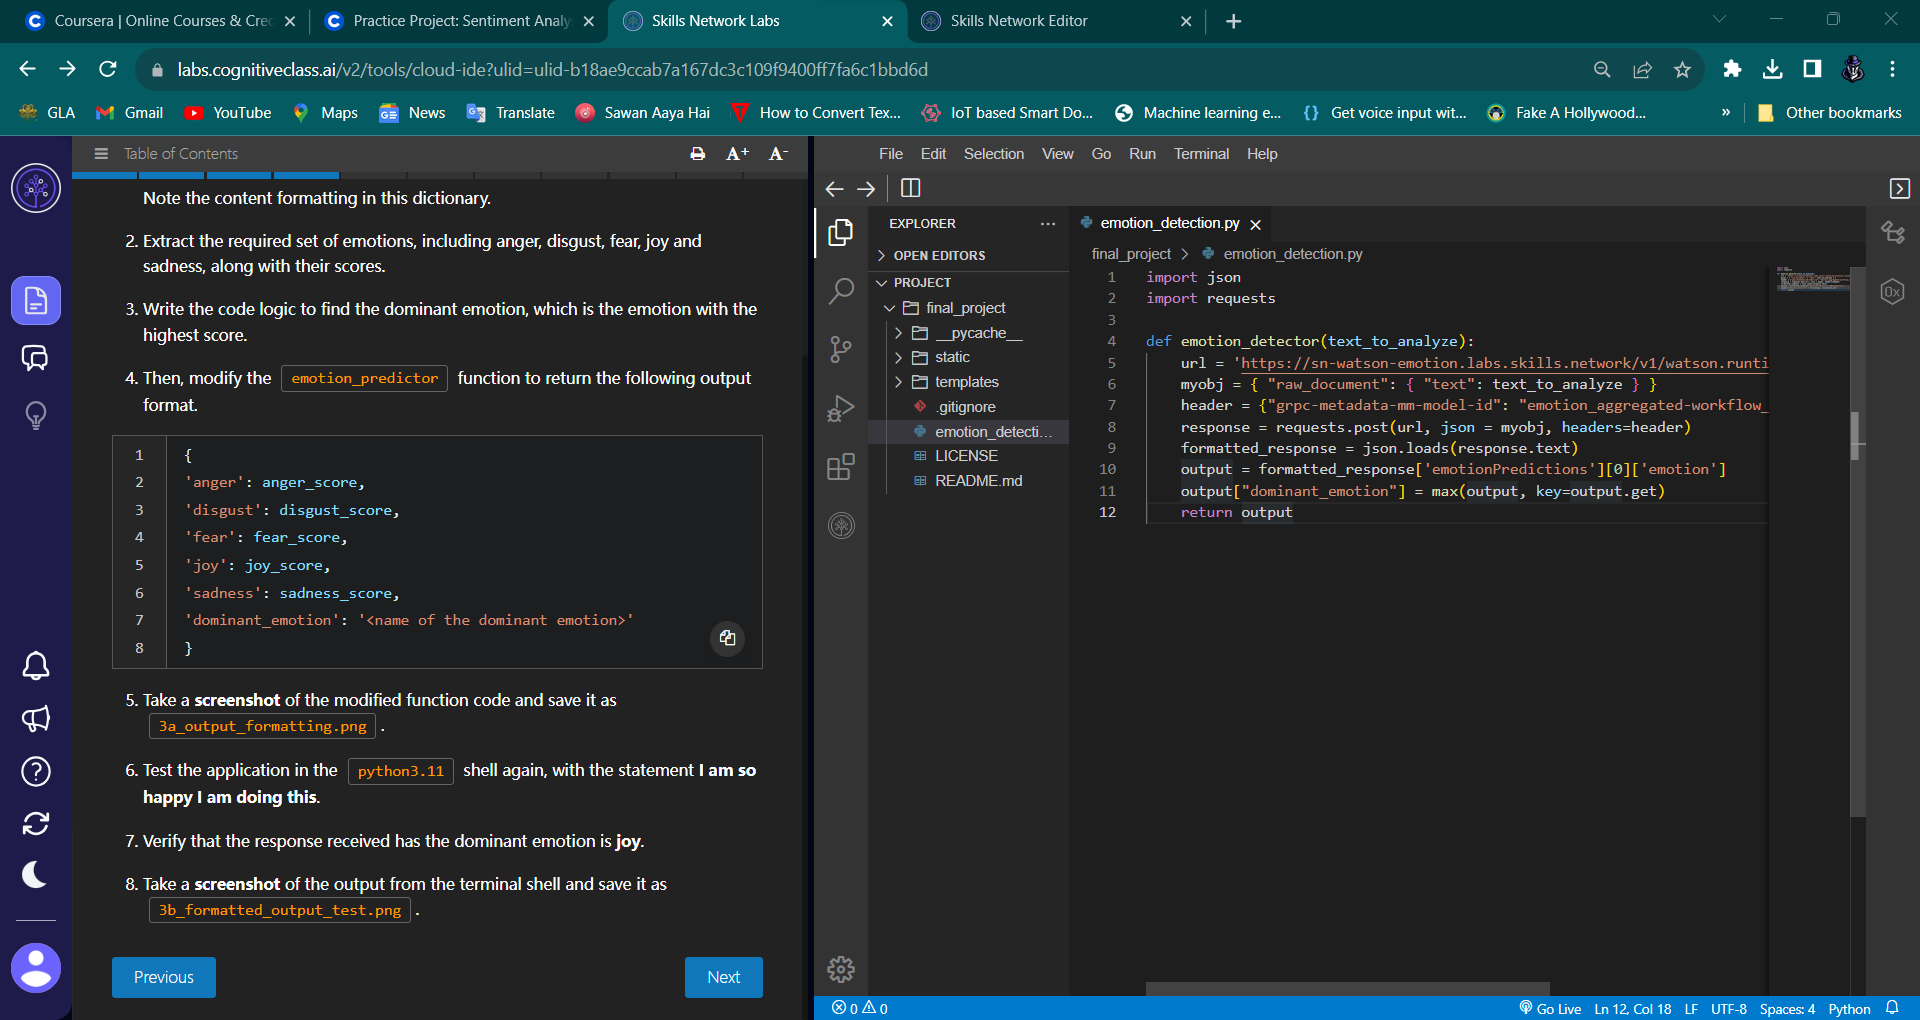 Coursera | Online Courses & Cre
Practice Project: Sentiment Analy
Skills Network Labs
Skills Network Editor
labs.cognitiveclass.ai/v2/tools/cloud-ide?ulid=ulid-b18ae9ccab7a167dc3c109f9400ff7fa6c1bbd6d
GLA
Gmail
YouTube
Maps
News
Translate
Sawan Aaya Hai
How to Convert Tex...
IoT based Smart Do...
Machine learning e...
Get voice input wit...
Fake A Hollywood...
»
Other bookmarks
Table of Contents
A+ A-
Note the content formatting in this dictionary.
2. Extract the required set of emotions, including anger, disgust, fear, joy and
sadness, along with their scores.
3. Write the code logic to find the dominant emotion, which is the emotion with the
highest score.
4. Then, modify the emotion_predictor function to return the following output
format.
1 {
2 'anger': anger_score,
3 'disgust': disgust_score,
4 'fear': fear_score,
5 'joy': joy_score,
6 'sadness': sadness_score,
7 'dominant_emotion': '<name of the dominant emotion>'
8 }
5. Take a screenshot of the modified function code and save it as
3a_output_formatting.png .
6. Test the application in the python3.11 shell again, with the statement I am so
happy I am doing this.
7. Verify that the response received has the dominant emotion is joy.
8. Take a screenshot of the output from the terminal shell and save it as
3b_formatted_output_test.png .
Previous
Next
File Edit Selection View Go Run Terminal Help
EXPLORER ...
OPEN EDITORS
PROJECT
final_project
__pycache__
static
templates
.gitignore
emotion_detecti...
LICENSE
README.md
emotion_detection.py
final_project > emotion_detection.py
1 import json
2 import requests
3
4 def emotion_detector(text_to_analyze):
5 url = 'https://sn-watson-emotion.labs.skills.network/v1/watson.runti
6 myobj = { "raw_document": { "text": text_to_analyze } }
7 header = {"grpc-metadata-mm-model-id": "emotion_aggregated-workflow_
8 response = requests.post(url, json = myobj, headers=header)
9 formatted_response = json.loads(response.text)
10 output = formatted_response['emotionPredictions'][0]['emotion']
11 output["dominant_emotion"] = max(output, key=output.get)
12 return output
0x
0 0
Go Live Ln 12, Col 18 LF UTF-8 Spaces: 4 Python